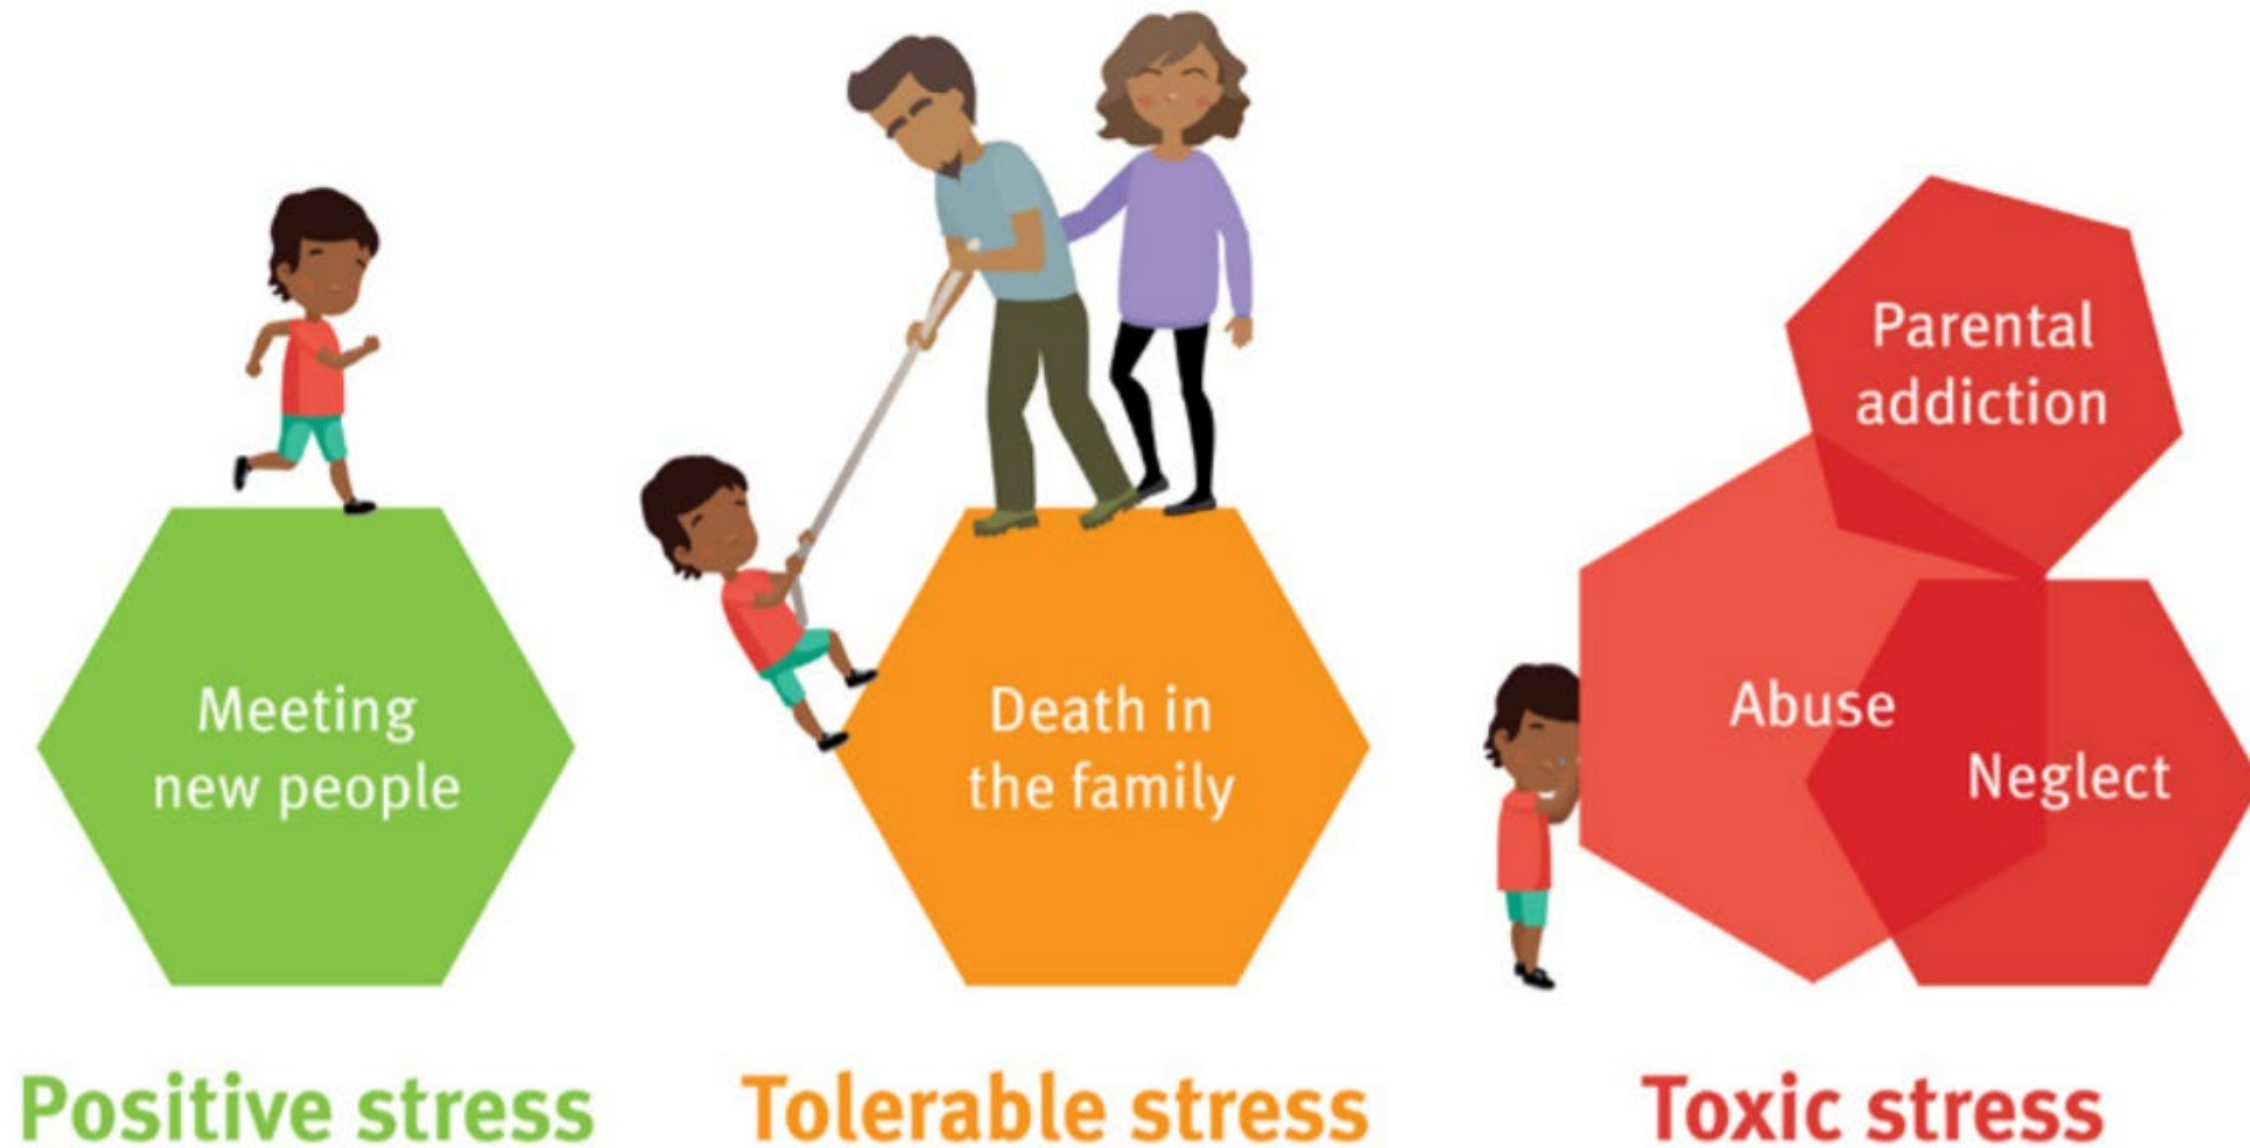 Meeting
new people
Positive stress
Death in
the family
Tolerable stress
Parental
addiction
Abuse
Neglect
Toxic stress